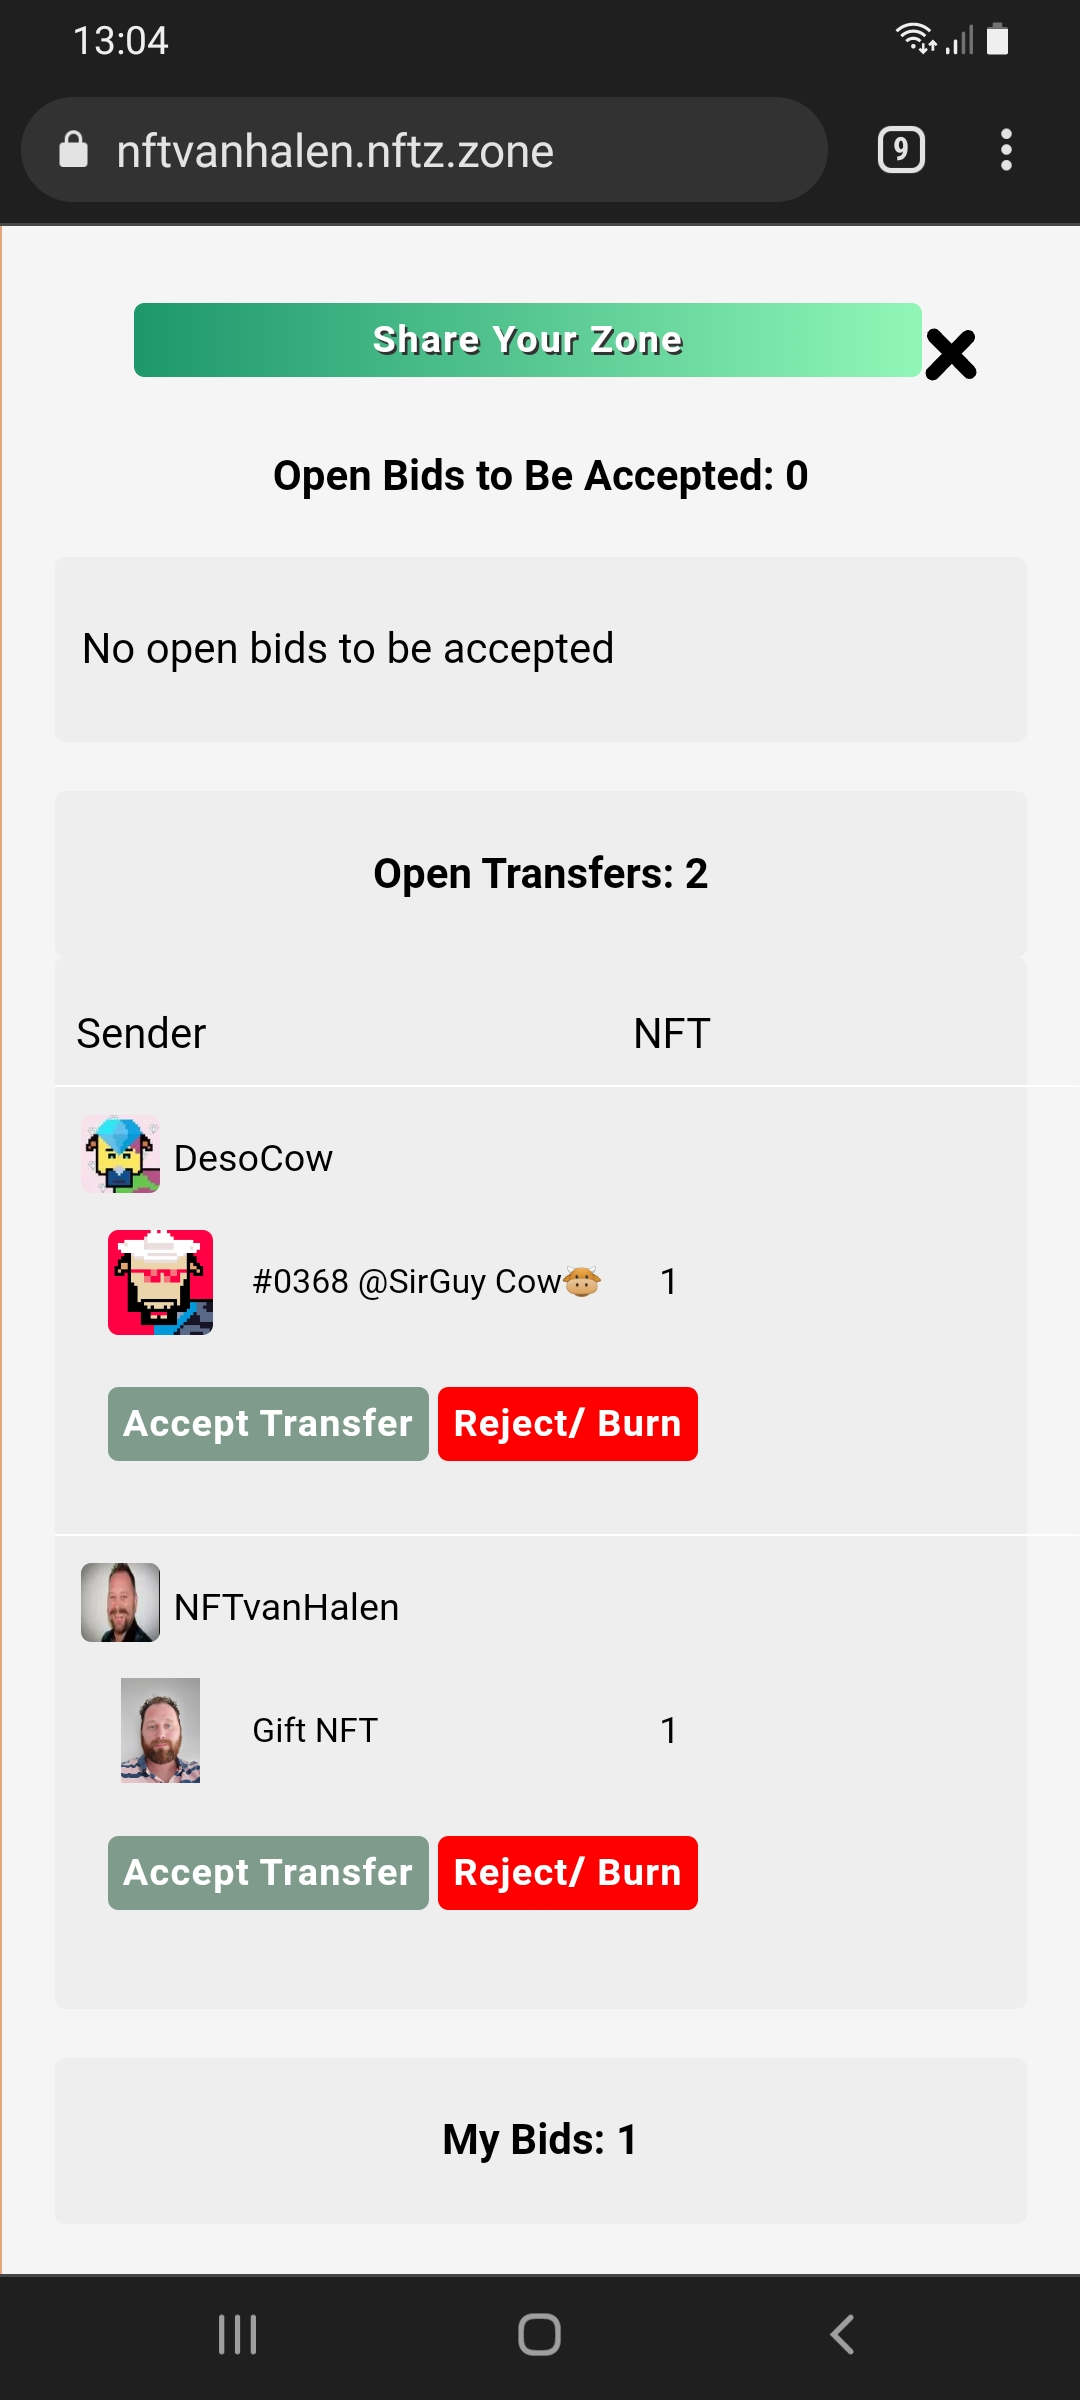 13:04
nftvanhalen.nftz.zone
9
Share Your Zone
Open Bids to Be Accepted: 0
No open bids to be accepted
Open Transfers: 2
Sender NFT
DesoCow
#0368 @SirGuy Cow🐮 1
Accept Transfer Reject/ Burn
NFTvanHalen
Gift NFT 1
Accept Transfer Reject/ Burn
My Bids: 1